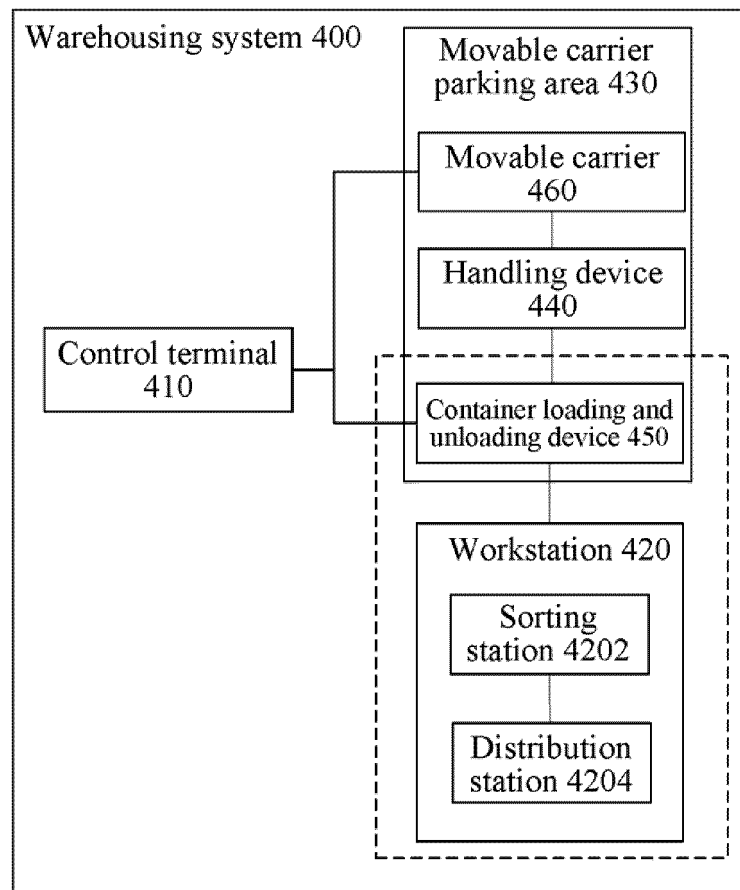 Warehousing system 400
Movable carrier
parking area 430
Movable carrier
460
Handling device
440
Control terminal
410
Container loading and
unloading device 450
Workstation 420
Sorting
station 4202
Distribution
station 4204